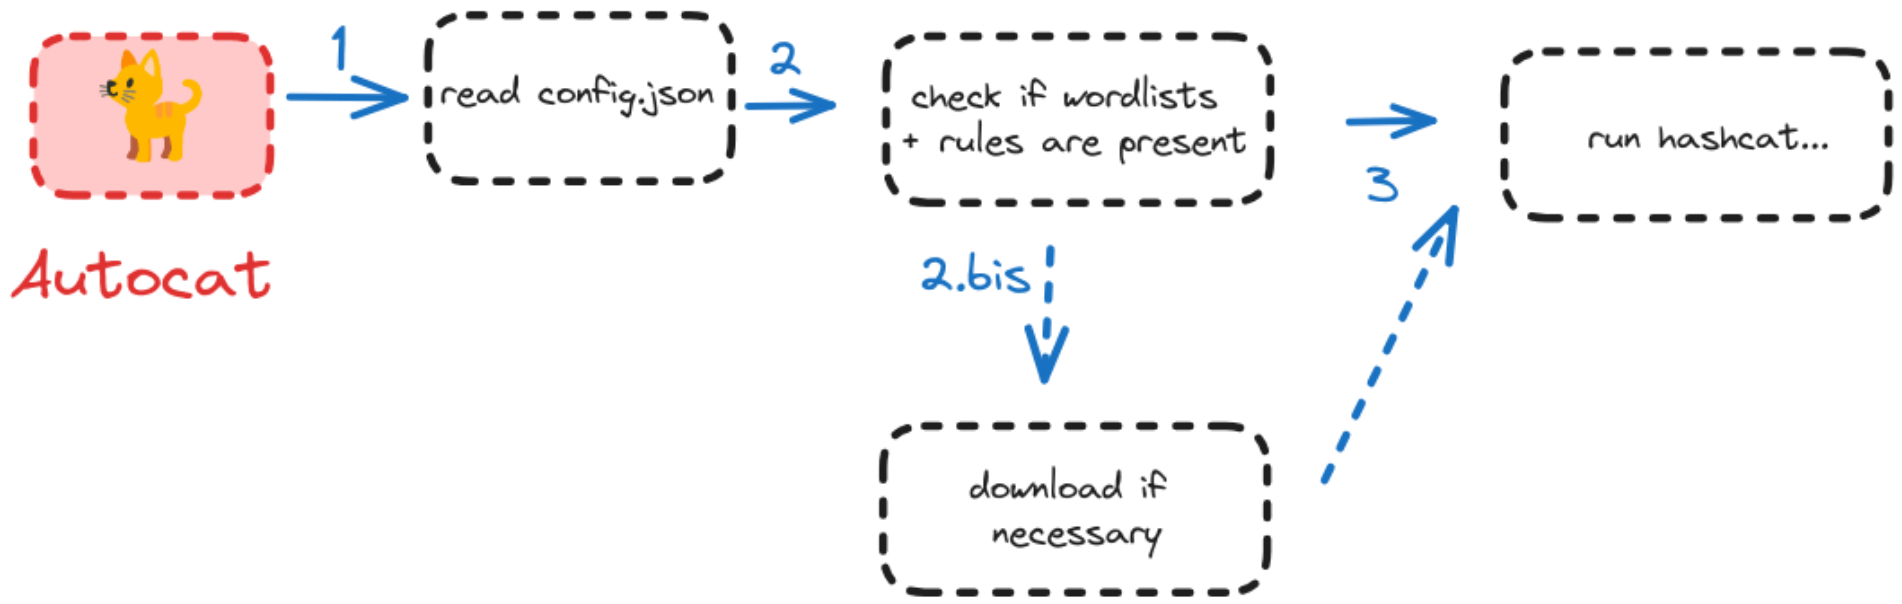 1
read config.json
2
check if wordlists
+ rules are present
3
run hashcat...
Autocat
2.bis
download if
necessary